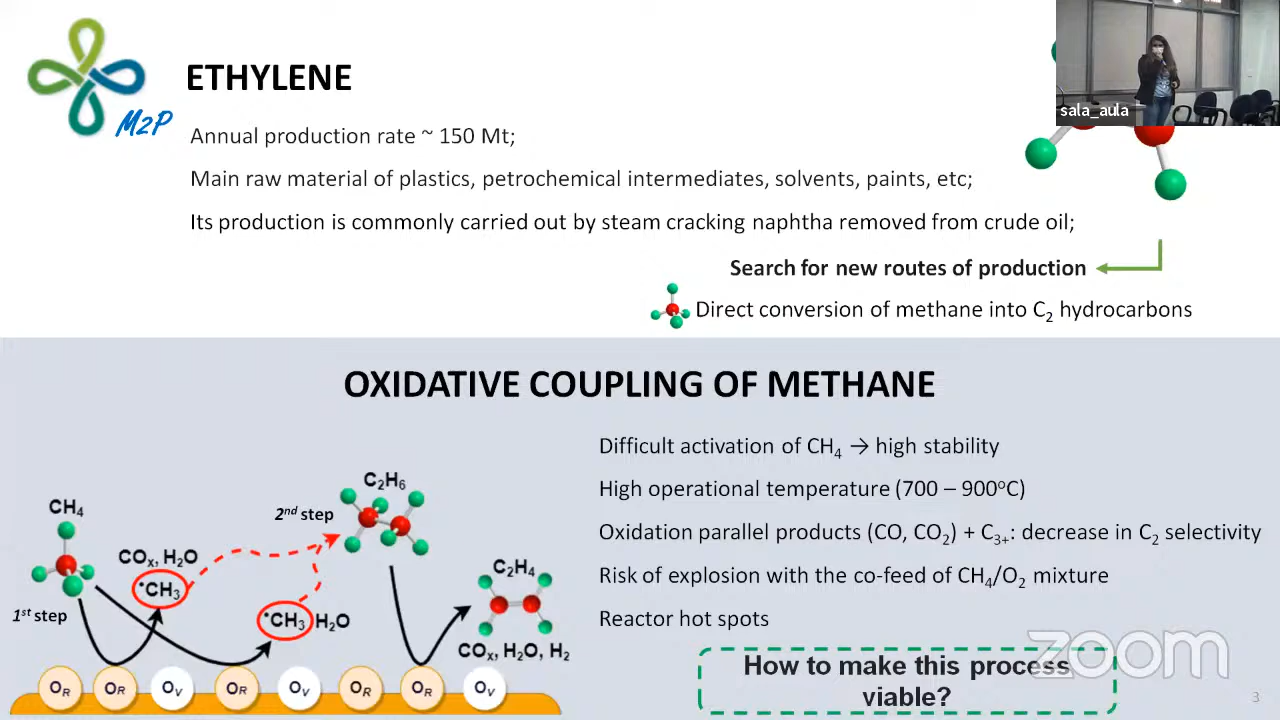 M2P
ETHYLENE
sala_aula
Annual production rate ~ 150 Mt;
Main raw material of plastics, petrochemical intermediates, solvents, paints, etc;
Its production is commonly carried out by steam cracking naphtha removed from crude oil;
Search for new routes of production
Direct conversion of methane into C2 hydrocarbons
OXIDATIVE COUPLING OF METHANE
Difficult activation of CH4 → high stability
High operational temperature (700 – 900ºC)
Oxidation parallel products (CO, CO2) + C3+: decrease in C2 selectivity
Risk of explosion with the co-feed of CH4/O2 mixture
Reactor hot spots
How to make this process
viable?
zoom
3
C2H6
CH4
2nd step
COx, H2O
•CH3
C2H4
1st step
•CH3 H2O
COx, H2O, H2
OR OR OV OR OV OR OR OV